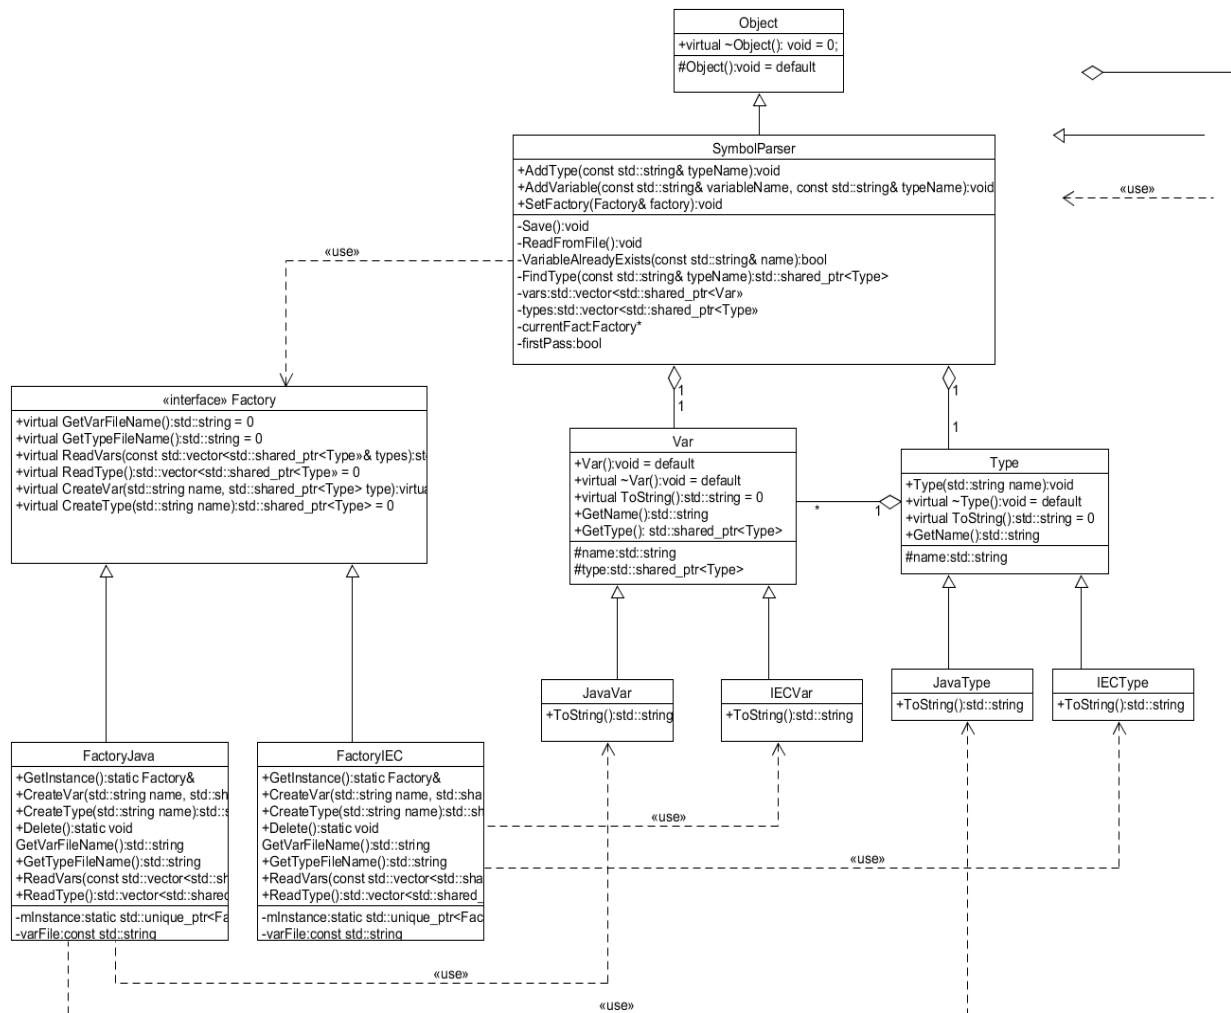 Object
+virtual ~Object(): void = 0;
#Object():void = default
SymbolParser
+AddType(const std::string& typeName):void
+AddVariable(const std::string& variableName, const std::string& typeName):void
+SetFactory(Factory& factory):void
-Save():void
-ReadFromFile():void
-VariableAlreadyExists(const std::string& name):bool
-FindType(const std::string& typeName):std::shared_ptr<Type>
-vars:std::vector<std::shared_ptr<Var»
-types:std::vector<std::shared_ptr<Type»
-currentFact:Factory*
-firstPass:bool
«use»
«use»
«interface» Factory
+virtual GetVarFileName():std::string = 0
+virtual GetTypeFileName():std::string = 0
+virtual ReadVars(const std::vector<std::shared_ptr<Type»& types):st
+virtual ReadType():std::vector<std::shared_ptr<Type» = 0
+virtual CreateVar(std::string name, std::shared_ptr<Type> type):virtua
+virtual CreateType(std::string name):std::shared_ptr<Type> = 0
1
1
1
1
Var
+Var():void = default
+virtual ~Var():void = default
+virtual ToString():std::string = 0
+GetName():std::string
+GetType(): std::shared_ptr<Type>
#name:std::string
#type:std::shared_ptr<Type>
*
1
Type
+Type(std::string name):void
+virtual ~Type():void = default
+virtual ToString():std::string = 0
+GetName():std::string
#name:std::string
JavaVar
+ToString():std::string
IECVar
+ToString():std::string
JavaType
+ToString():std::string
IECType
+ToString():std::string
FactoryJava
+GetInstance():static Factory&
+CreateVar(std::string name, std::sh
+CreateType(std::string name):std::s
+Delete():static void
GetVarFileName():std::string
+GetTypeFileName():std::string
+ReadVars(const std::vector<std::sh
+ReadType():std::vector<std::shared
-mInstance:static std::unique_ptr<Fa
-varFile:const std::string
FactoryIEC
+GetInstance():static Factory&
+CreateVar(std::string name, std::sha
+CreateType(std::string name):std::sh
+Delete():static void
GetVarFileName():std::string
+GetTypeFileName():std::string
+ReadVars(const std::vector<std::sha
+ReadType():std::vector<std::shared_
-mInstance:static std::unique_ptr<Fac
-varFile:const std::string
«use»
«use»
«use»
«use»